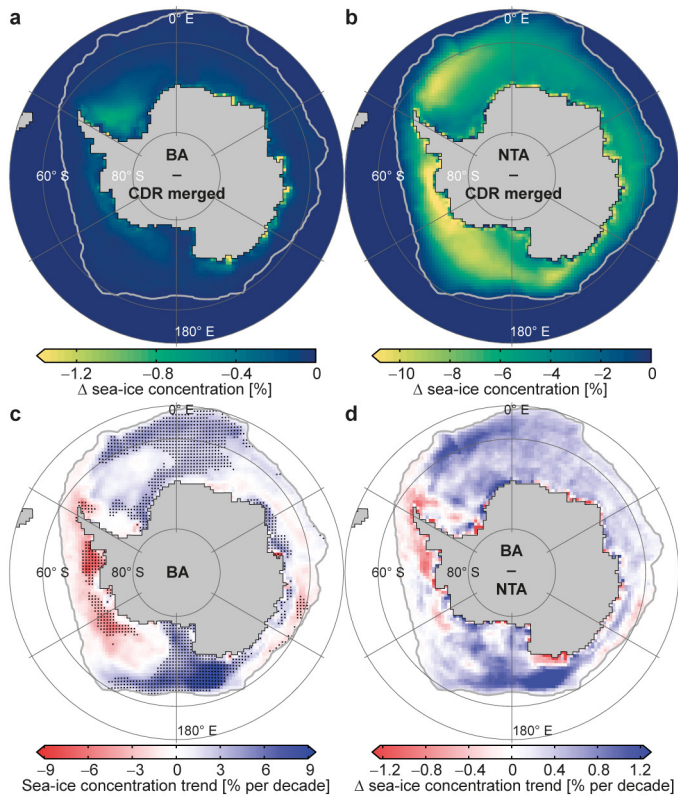 a
0° E
BA
–
CDR merged
60° S
80° S
180° E
−1.2
−0.8
−0.4
0
Δ sea-ice concentration [%]
b
0° E
NTA
–
CDR merged
60° S
80° S
180° E
−10
−8
−6
−4
−2
0
Δ sea-ice concentration [%]
c
0° E
BA
60° S
80° S
180° E
−9
−6
−3
0
3
6
9
Sea-ice concentration trend [% per decade]
d
0° E
BA
–
NTA
60° S
80° S
180° E
−1.2
−0.8
−0.4
0
0.4
0.8
1.2
Δ sea-ice concentration trend [% per decade]